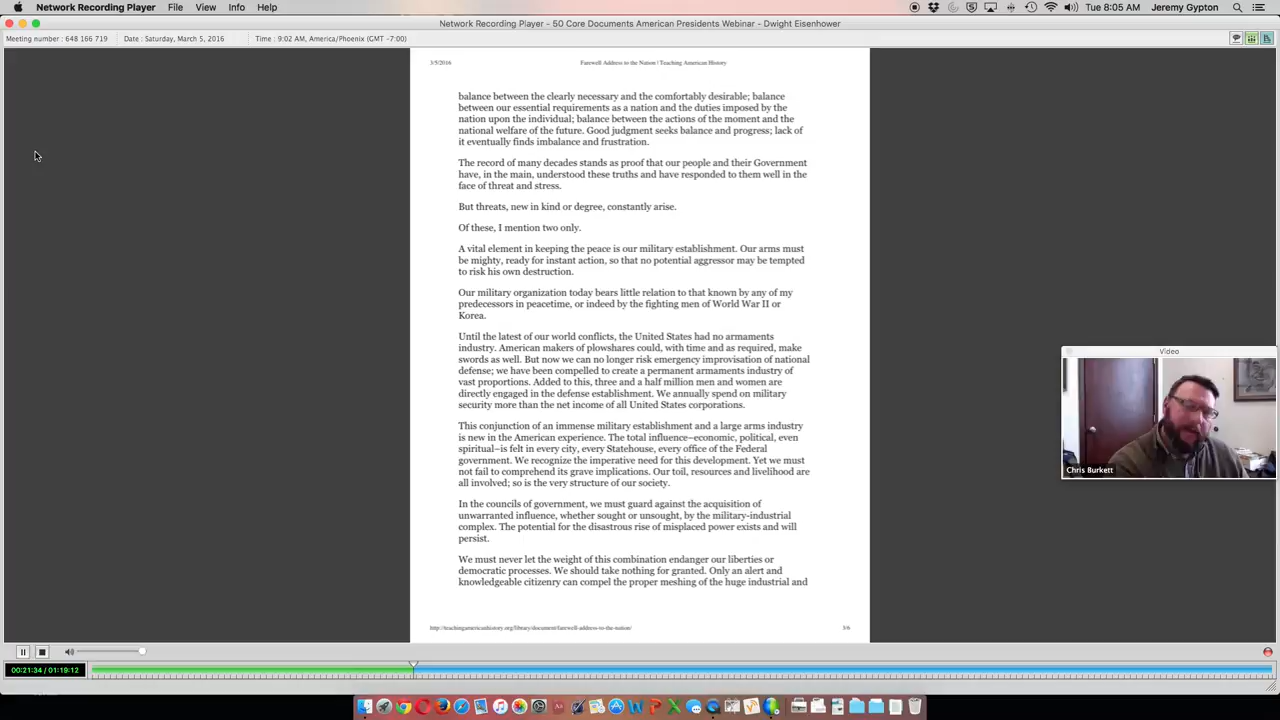 Network Recording Player File View Info Help Tue 8:05 AM Jeremy Gypton
Network Recording Player - 50 Core Documents American Presidents Webinar - Dwight Eisenhower
Meeting number : 648 166 719 Date : Saturday, March 5, 2016 Time : 9:02 AM, America/Phoenix (GMT -7:00)
3/5/2016 Farewell Address to the Nation | Teaching American History
balance between the clearly necessary and the comfortably desirable; balance
between our essential requirements as a nation and the duties imposed by the
nation upon the individual; balance between the actions of the moment and the
national welfare of the future. Good judgment seeks balance and progress; lack of
it eventually finds imbalance and frustration.
The record of many decades stands as proof that our people and their Government
have, in the main, understood these truths and have responded to them well in the
face of threat and stress.
But threats, new in kind or degree, constantly arise.
Of these, I mention two only.
A vital element in keeping the peace is our military establishment. Our arms must
be mighty, ready for instant action, so that no potential aggressor may be tempted
to risk his own destruction.
Our military organization today bears little relation to that known by any of my
predecessors in peacetime, or indeed by the fighting men of World War II or
Korea.
Until the latest of our world conflicts, the United States had no armaments
industry. American makers of plowshares could, with time and as required, make
swords as well. But now we can no longer risk emergency improvisation of national
defense; we have been compelled to create a permanent armaments industry of
vast proportions. Added to this, three and a half million men and women are
directly engaged in the defense establishment. We annually spend on military
security more than the net income of all United States corporations.
This conjunction of an immense military establishment and a large arms industry
is new in the American experience. The total influence–economic, political, even
spiritual–is felt in every city, every Statehouse, every office of the Federal
government. We recognize the imperative need for this development. Yet we must
not fail to comprehend its grave implications. Our toil, resources and livelihood are
all involved; so is the very structure of our society.
In the councils of government, we must guard against the acquisition of
unwarranted influence, whether sought or unsought, by the military-industrial
complex. The potential for the disastrous rise of misplaced power exists and will
persist.
We must never let the weight of this combination endanger our liberties or
democratic processes. We should take nothing for granted. Only an alert and
knowledgeable citizenry can compel the proper meshing of the huge industrial and
http://teachingamericanhistory.org/library/document/farewell-address-to-the-nation/ 3/6
Video
Chris Burkett
00:21:34 / 01:19:12